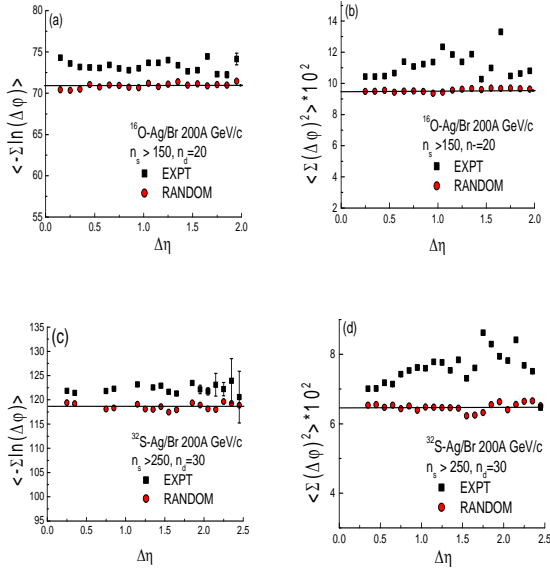 (a)
80
75
70
65
60
55
<-Σln(Δφ)>
¹⁶O-Ag/Br 200A GeV/c
n_s > 150, n_d=20
EXPT
RANDOM
0.0 0.5 1.0 1.5 2.0
Δη
(b)
14
12
10
8
6
4
2
<Σ(Δφ)²>*10²
¹⁶O-Ag/Br 200A GeV/c
n_s >150, n-=20
EXPT
RANDOM
0.0 0.5 1.0 1.5 2.0
Δη
(c)
135
130
125
120
115
110
105
100
95
<-Σln(Δφ)>
³²S-Ag/Br 200A GeV/c
n_s >250, n_d=30
EXPT
RANDOM
0.0 0.5 1.0 1.5 2.0 2.5
Δη
(d)
8
6
4
<Σ(Δφ)²>*10²
³²S-Ag/Br 200A GeV/c
n_s > 250, n_d=30
EXPT
RANDOM
0.0 0.5 1.0 1.5 2.0 2.5
Δη